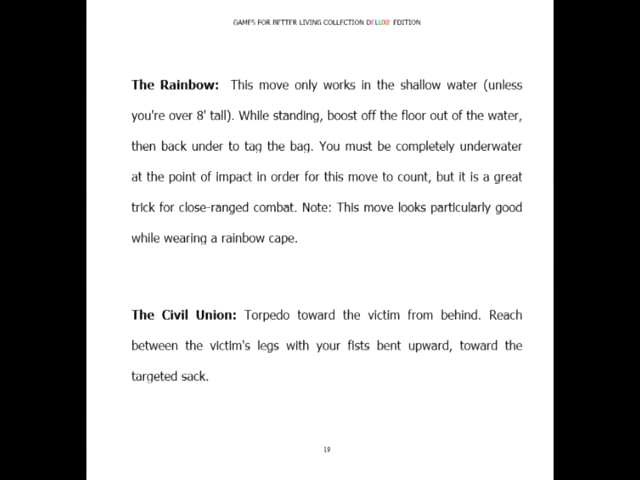 GAMES FOR BETTER LIVING COLLECTION DELUXE EDITION
The Rainbow: This move only works in the shallow water (unless
you're over 8' tall). While standing, boost off the floor out of the water,
then back under to tag the bag. You must be completely underwater
at the point of impact in order for this move to count, but it is a great
trick for close-ranged combat. Note: This move looks particularly good
while wearing a rainbow cape.
The Civil Union: Torpedo toward the victim from behind. Reach
between the victim's legs with your fists bent upward, toward the
targeted sack.
19